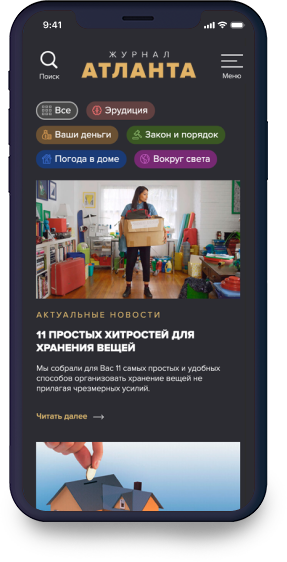 9:41
ЖУРНАЛ
АТЛАНТА
Поиск
Меню
Все
Эрудиция
Ваши деньги
Закон и порядок
Погода в доме
Вокруг света
АКТУАЛЬНЫЕ НОВОСТИ
11 ПРОСТЫХ ХИТРОСТЕЙ ДЛЯ
ХРАНЕНИЯ ВЕЩЕЙ
Мы собрали для Вас 11 самых простых и удобных
способов организовать хранение вещей не
прилагая чрезмерных усилий.
Читать далее